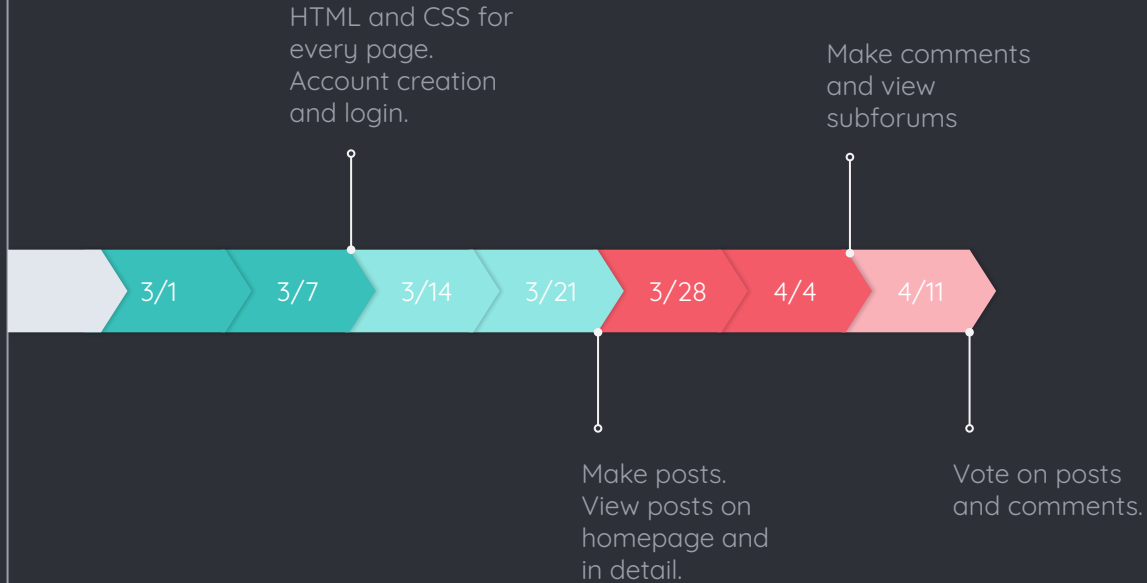 HTML and CSS for
every page.
Account creation
and login.
Make comments
and view
subforums
3/1
3/7
3/14
3/21
3/28
4/4
4/11
Make posts.
View posts on
homepage and
in detail.
Vote on posts
and comments.